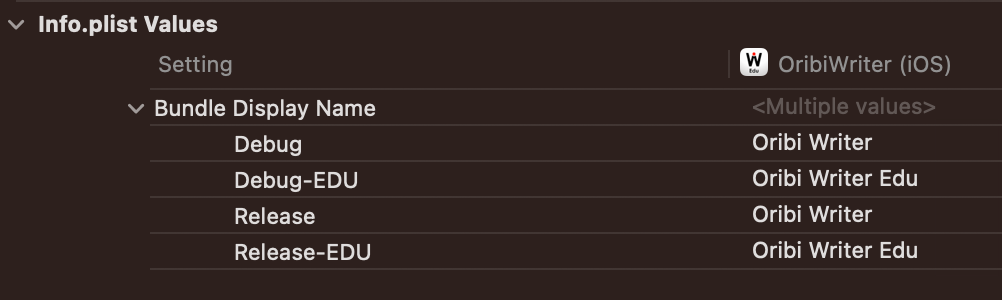 Info.plist Values
Setting W Edu OribiWriter (iOS)
Bundle Display Name <Multiple values>
Debug Oribi Writer
Debug-EDU Oribi Writer Edu
Release Oribi Writer
Release-EDU Oribi Writer Edu